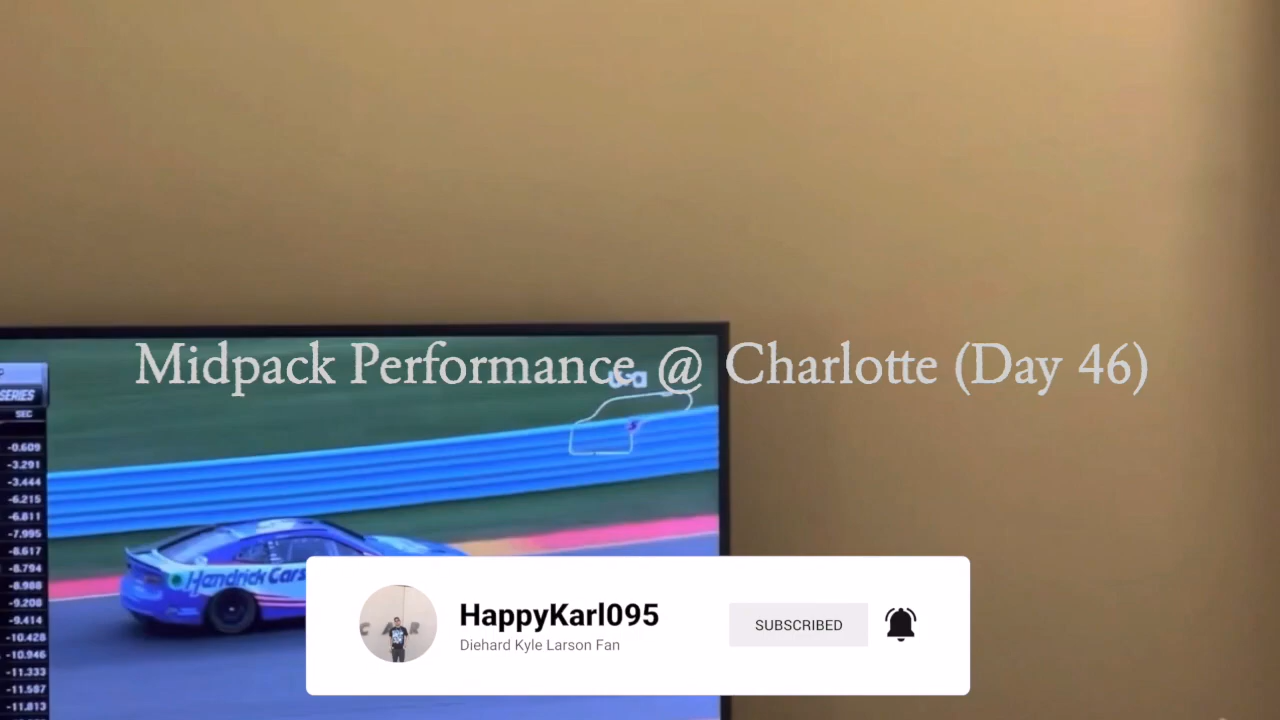 Midpack Performance @ Charlotte (Day 46)
SERIES
SEC
-0.609
-3.291
-3.444
-6.215
-6.811
-7.995
-8.617
-8.794
-8.988
-9.208
-9.414
-10.428
-10.946
-11.333
-11.587
-11.813
Hendrick Cars
HappyKarl095
Diehard Kyle Larson Fan
SUBSCRIBED